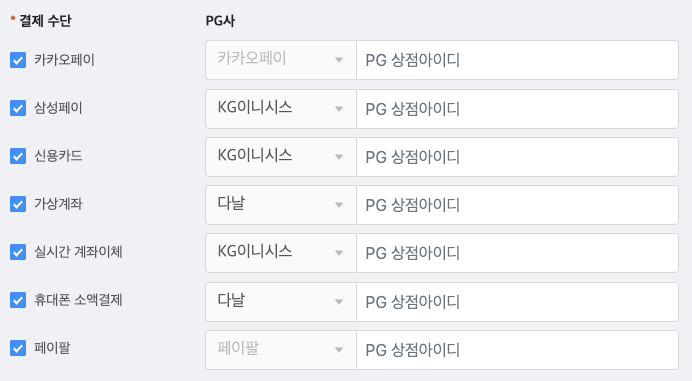 * 결제 수단 PG사
카카오페이 카카오페이 PG 상점아이디
삼성페이 KG이니시스 PG 상점아이디
신용카드 KG이니시스 PG 상점아이디
가상계좌 다날 PG 상점아이디
실시간 계좌이체 KG이니시스 PG 상점아이디
휴대폰 소액결제 다날 PG 상점아이디
페이팔 페이팔 PG 상점아이디